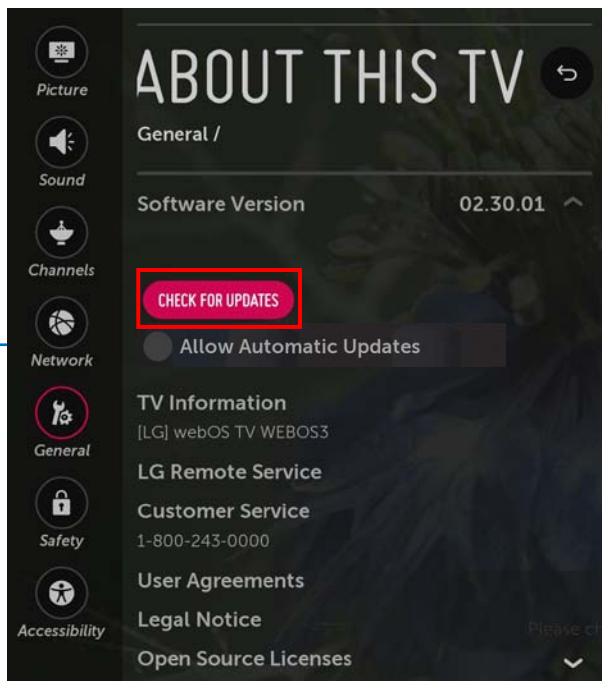 Picture
Sound
Channels
Network
General
Safety
Accessibility
ABOUT THIS TV
General /
Software Version 02.30.01
CHECK FOR UPDATES
Allow Automatic Updates
TV Information
[LG] webOS TV WEBOS3
LG Remote Service
Customer Service
1-800-243-0000
User Agreements
Legal Notice
Please
Open Source Licenses